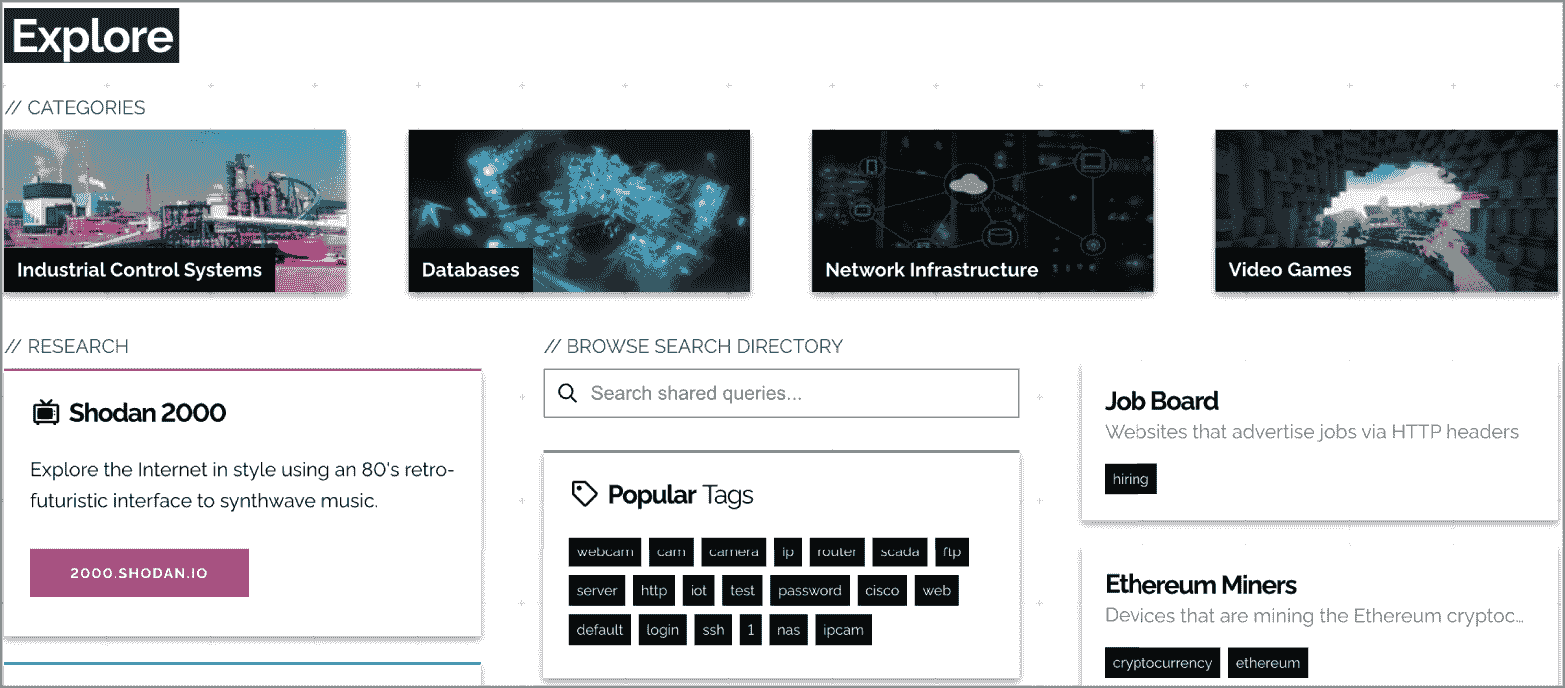 Explore
// CATEGORIES
Industrial Control Systems
Databases
Network Infrastructure
Video Games
// RESEARCH
Shodan 2000
Explore the Internet in style using an 80's retro-
futuristic interface to synthwave music.
2000.SHODAN.IO
// BROWSE SEARCH DIRECTORY
Search shared queries...
Popular Tags
webcam cam camera ip router scada ftp
server http iot test password cisco web
default login ssh 1 nas ipcam
Job Board
Websites that advertise jobs via HTTP headers
hiring
Ethereum Miners
Devices that are mining the Ethereum cryptoc...
cryptocurrency ethereum